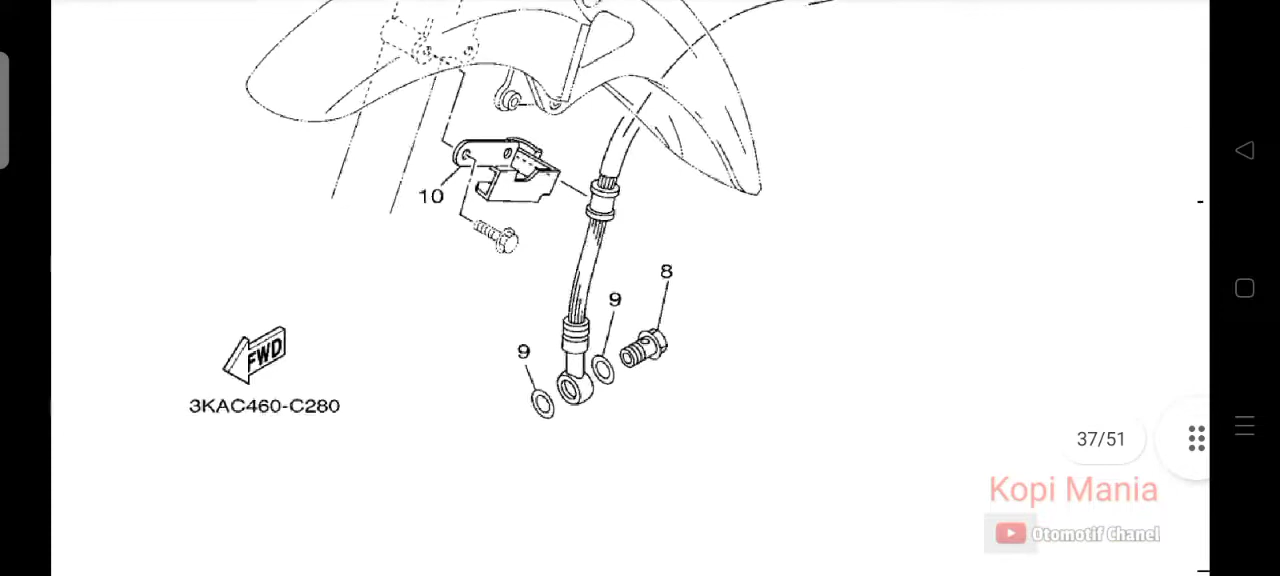 10
8
9
9
FWD
3KAC460-C280
37/51
Kopi Mania
Otomotif Chanel